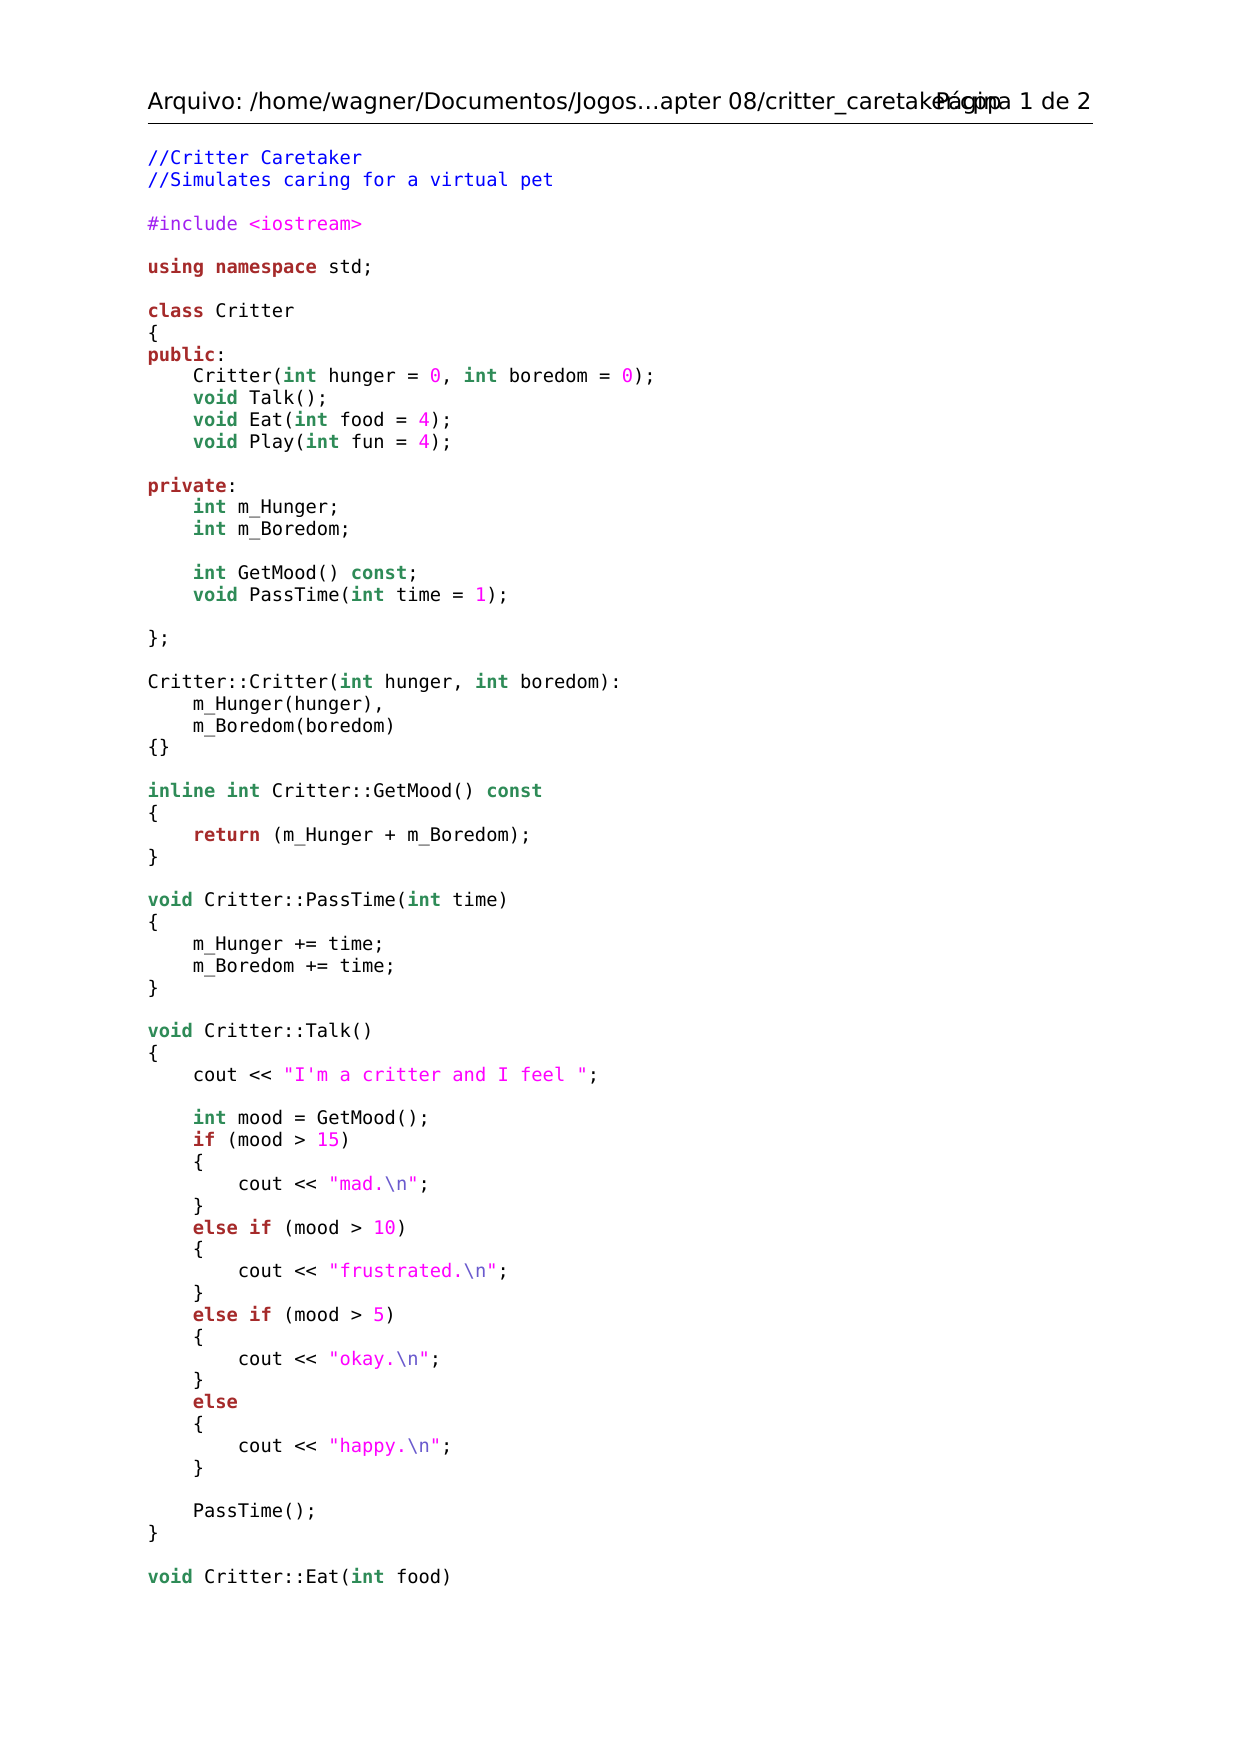 Arquivo: /home/wagner/Documentos/Jogos…apter 08/critter_caretaker.cpp Página 1 de 2
//Critter Caretaker
//Simulates caring for a virtual pet

#include <iostream>

using namespace std;

class Critter
{
public:
    Critter(int hunger = 0, int boredom = 0);
    void Talk();
    void Eat(int food = 4);
    void Play(int fun = 4);

private:
    int m_Hunger;
    int m_Boredom;

    int GetMood() const;
    void PassTime(int time = 1);

};

Critter::Critter(int hunger, int boredom):
    m_Hunger(hunger),
    m_Boredom(boredom)
{}

inline int Critter::GetMood() const
{
    return (m_Hunger + m_Boredom);
}

void Critter::PassTime(int time)
{
    m_Hunger += time;
    m_Boredom += time;
}

void Critter::Talk()
{
    cout << "I'm a critter and I feel ";

    int mood = GetMood();
    if (mood > 15)
    {
        cout << "mad.\n";
    }
    else if (mood > 10)
    {
        cout << "frustrated.\n";
    }
    else if (mood > 5)
    {
        cout << "okay.\n";
    }
    else
    {
        cout << "happy.\n";
    }

    PassTime();
}

void Critter::Eat(int food)